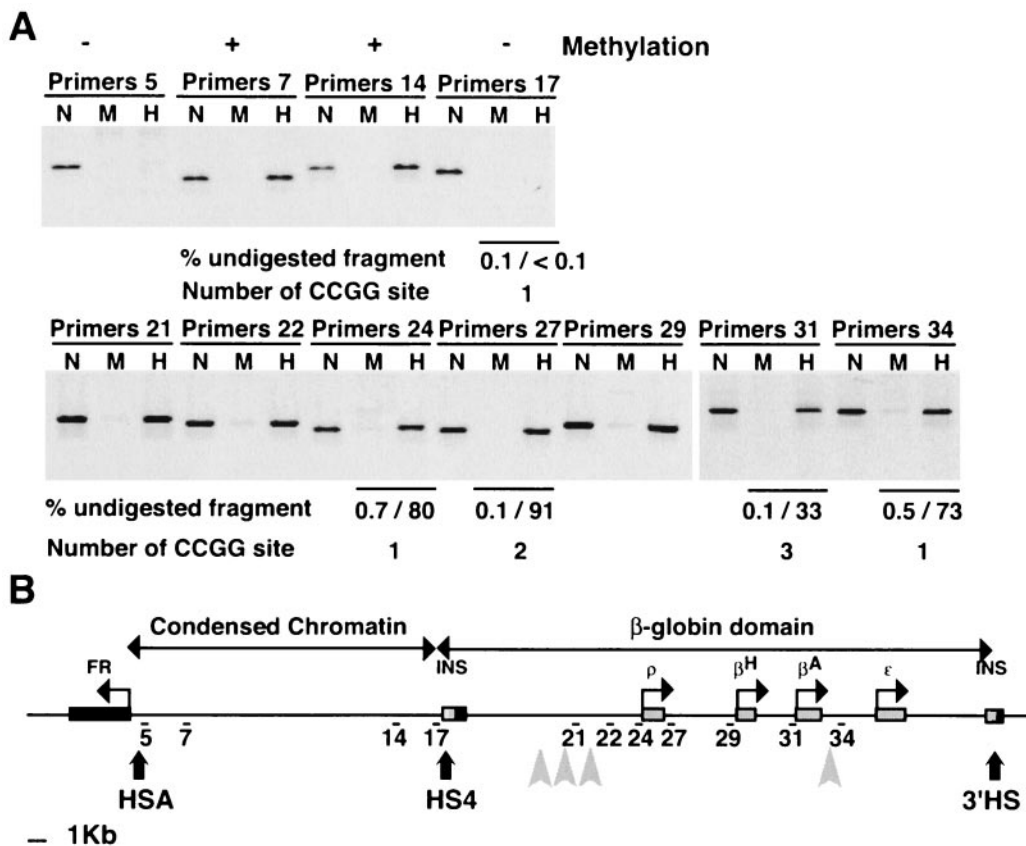 A
- + + - Methylation
Primers 5 Primers 7 Primers 14 Primers 17
N M H N M H N M H N M H
% undigested fragment 0.1 / < 0.1
Number of CCGG site 1
Primers 21 Primers 22 Primers 24 Primers 27 Primers 29 Primers 31 Primers 34
N M H N M H N M H N M H N M H N M H N M H
% undigested fragment 0.7 / 80 0.1 / 91 0.1 / 33 0.5 / 73
Number of CCGG site 1 2 3 1
B
Condensed Chromatin β-globin domain
FR INS ρ βH βA ε INS
5 7 14 17 21 22 24 27 29 31 34
HSA HS4 3'HS
1Kb